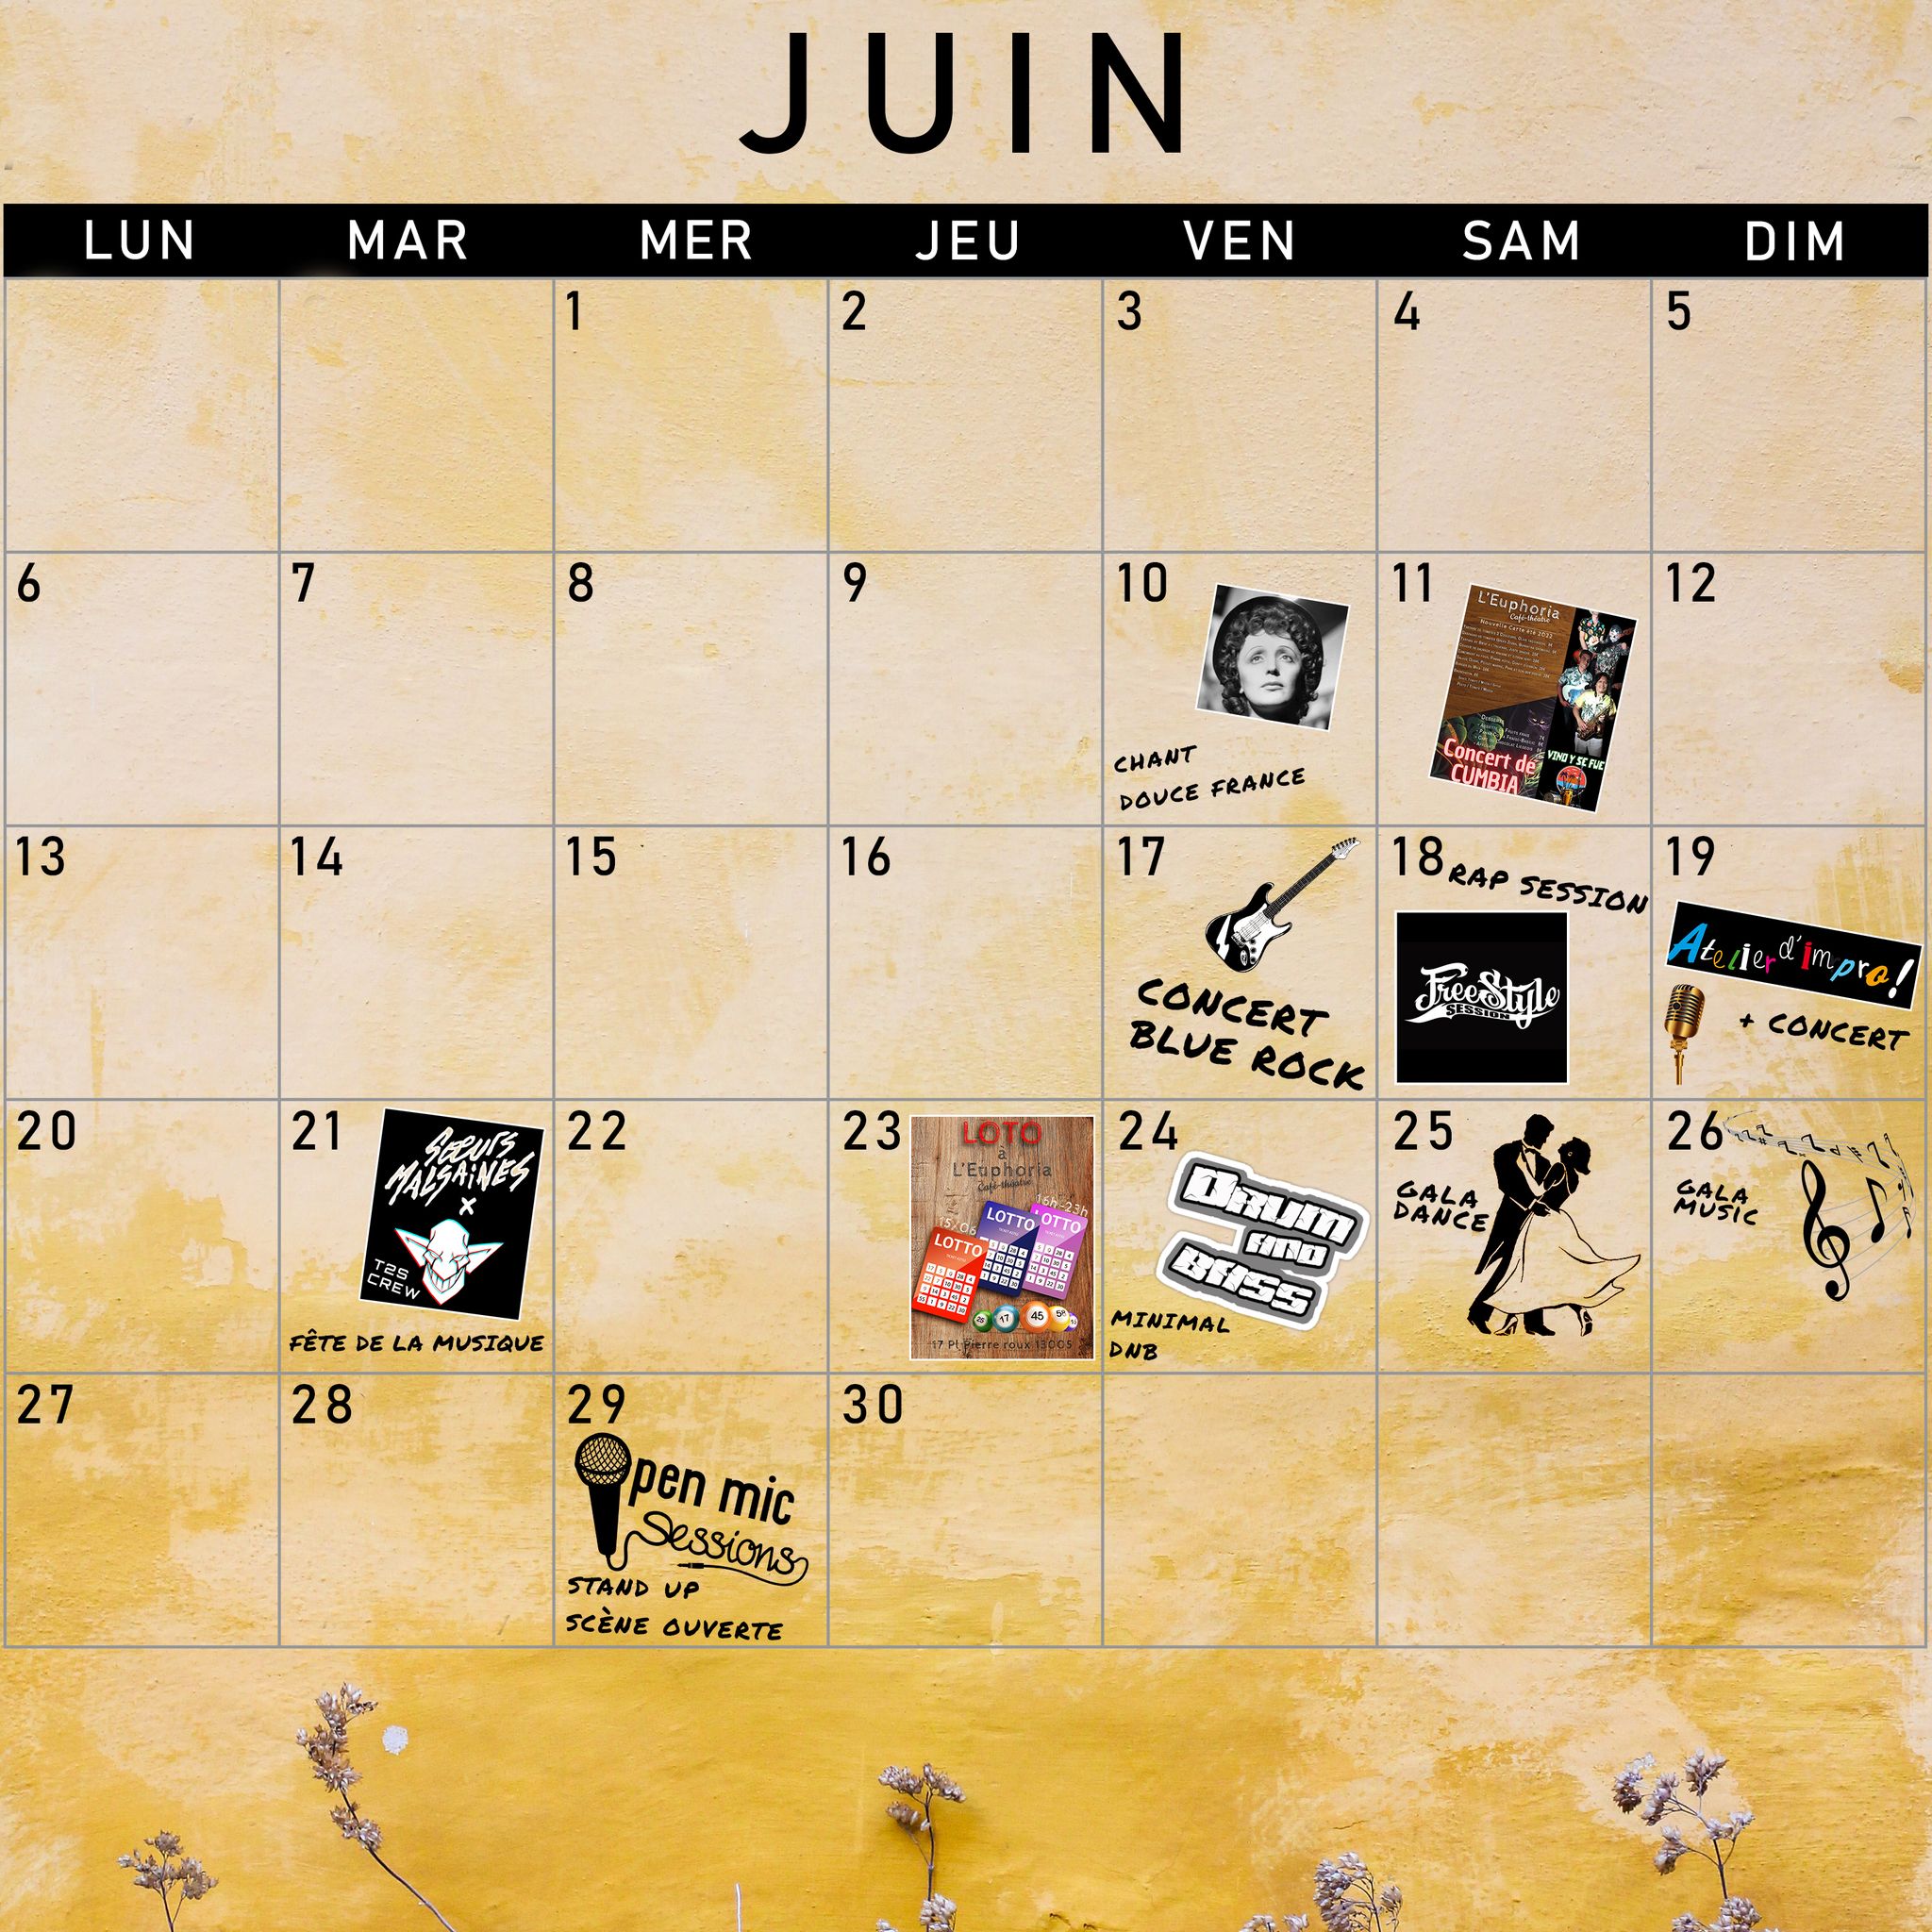 JUIN
LUN MAR MER JEU VEN SAM DIM
1 2 3 4 5
6 7 8 9 10 11 12
CHANT
DOUCE FRANCE
L'Euphoria
Café-théâtre
Nouvelle Carte été 2022
Concert de
CUMBIA
VINO Y SE FUE
13 14 15 16 17 18 19
CONCERT
BLUE ROCK
RAP SESSION
FreeStyle
SESSION
Atelier d'impro!
+ CONCERT
20 21 22 23 24 25 26
SŒURS
MALSAINES
X
T2S
CREW
FÊTE DE LA MUSIQUE
LOTO
à
L'Euphoria
Café-théâtre
16h-23h
15/06
LOTTO
LOTTO
LOTTO
17 Pl Pierre roux 13005
DRUM
AND
BASS
MINIMAL
DNB
GALA
DANCE
GALA
MUSIC
27 28 29 30
pen mic
Sessions
STAND UP
SCÈNE OUVERTE